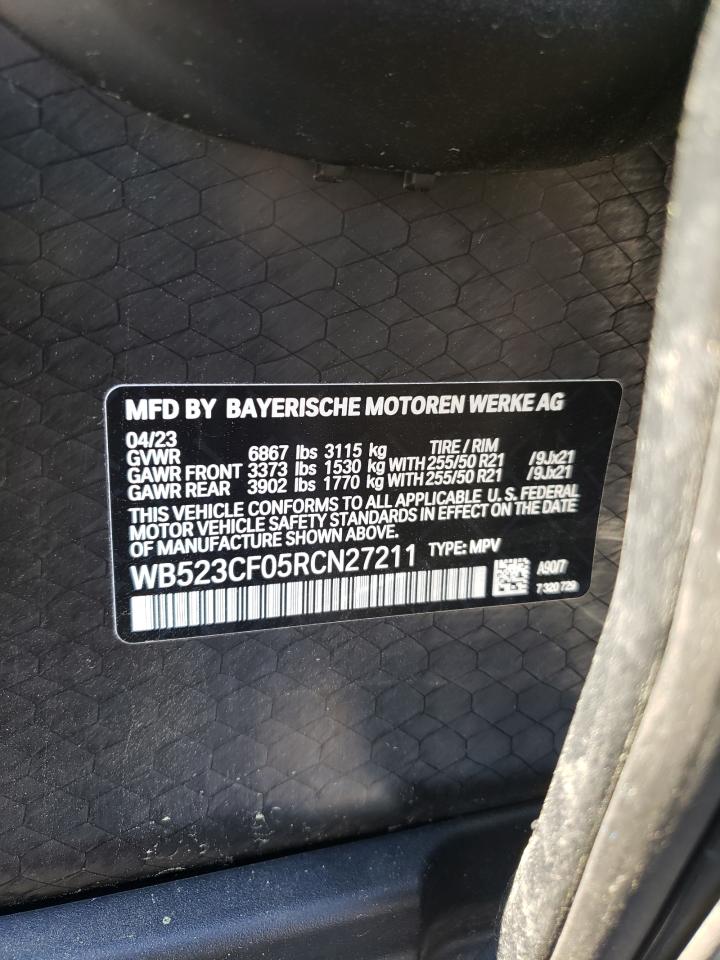 MFD BY BAYERISCHE MOTOREN WERKE AG
04/23
GVWR 6867 lbs 3115 kg TIRE / RIM
GAWR FRONT 3373 lbs 1530 kg WITH 255/50 R21 /9Jx21
GAWR REAR 3902 lbs 1770 kg WITH 255/50 R21 /9Jx21
THIS VEHICLE CONFORMS TO ALL APPLICABLE U.S. FEDERAL
MOTOR VEHICLE SAFETY STANDARDS IN EFFECT ON THE DATE
OF MANUFACTURE SHOWN ABOVE.
WB523CF05RCN27211 TYPE: MPV
A90/7
7 320 729